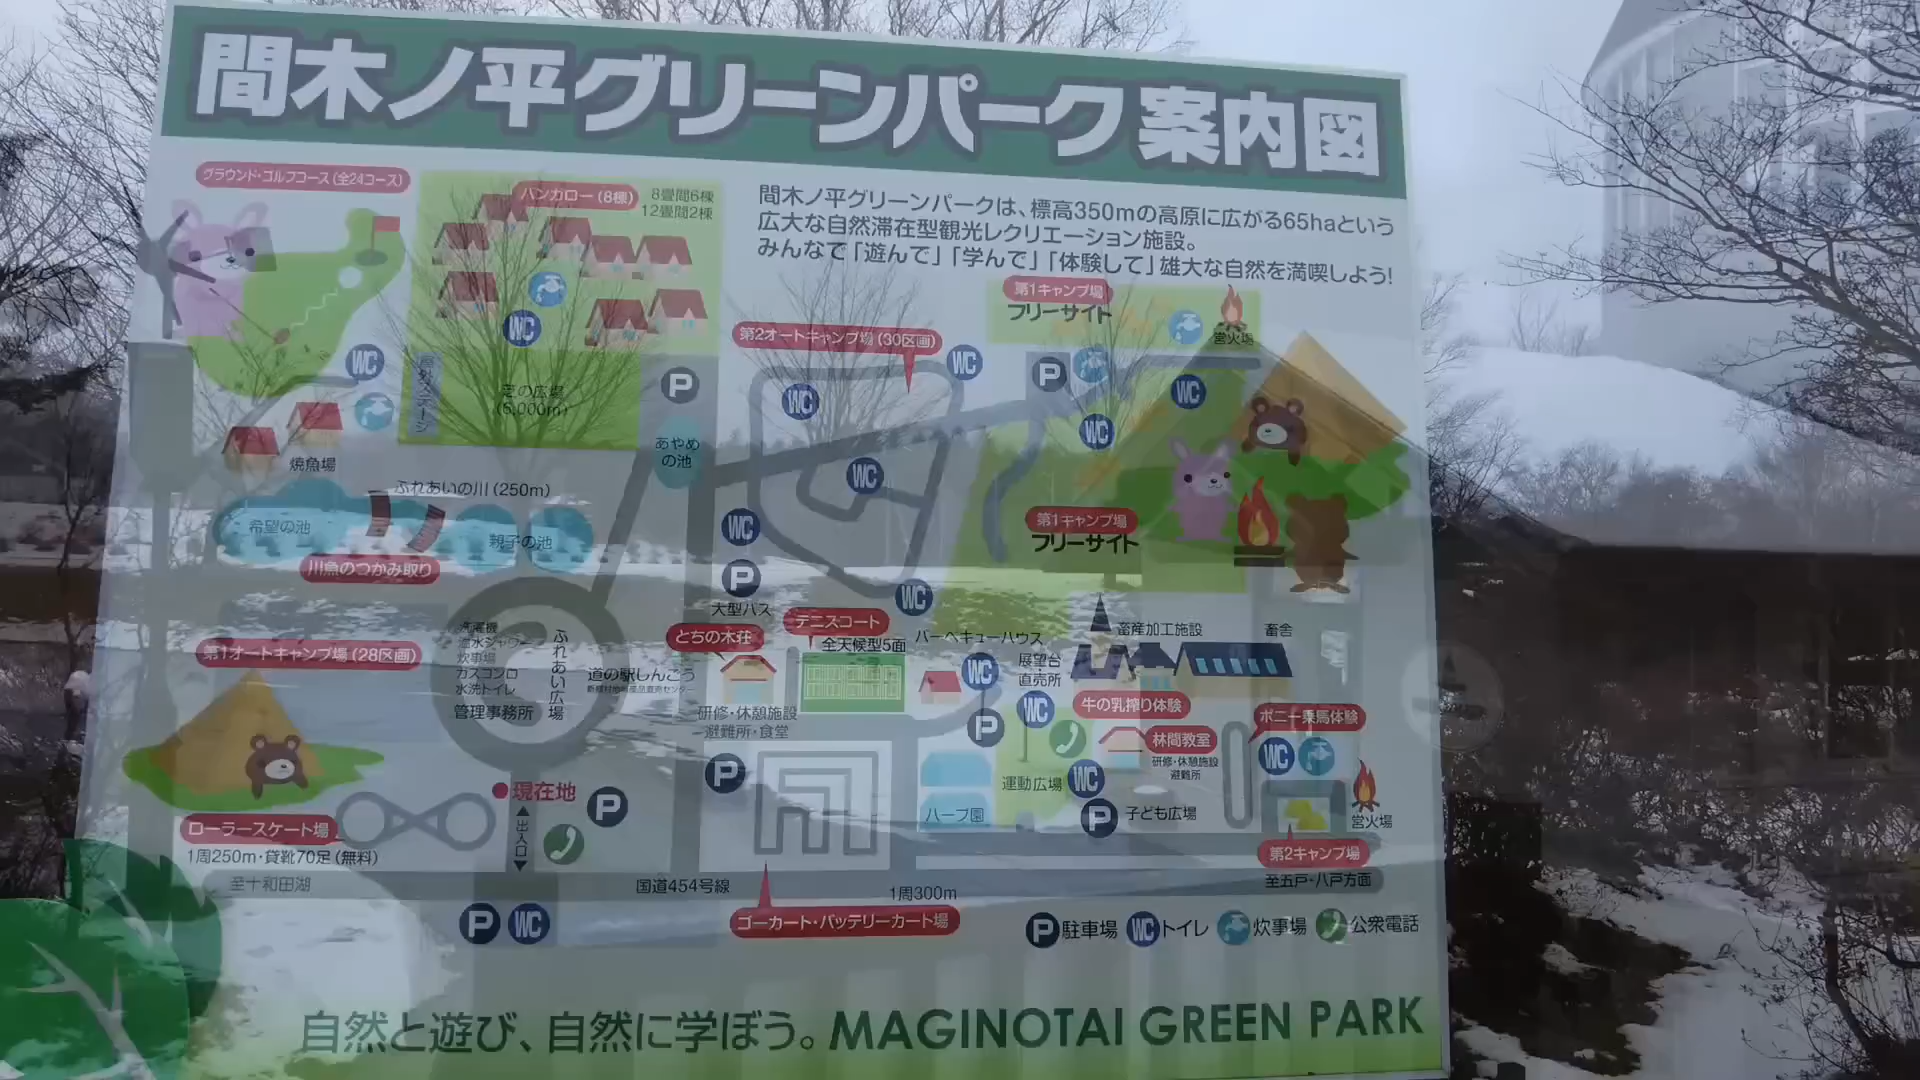 間木ノ平グリーンパーク案内図
グラウンド・ゴルフコース(全24コース)
バンガロー(8棟)
8畳間6棟
12畳間2棟
間木ノ平グリーンパークは、標高350mの高原に広がる65haという
広大な自然滞在型観光レクリエーション施設。
みんなで「遊んで」「学んで」「体験して」雄大な自然を満喫しよう!
第1キャンプ場
フリーサイト
営火場
第2オートキャンプ場(30区画)
WC
WC
WC
P
P
WC
WC
WC
WC
野外ステージ
芝の広場
(6,000m²)
あやめ
の池
焼魚場
ふれあいの川(250m)
希望の池
親子の池
川魚のつかみ取り
WC
P
大型バス
WC
第1キャンプ場
フリーサイト
第1オートキャンプ場(28区画)
洗濯機
温水シャワー
炊事場
ガスコンロ
水洗トイレ
管理事務所
ふれあい広場
道の駅しんごう
とちの木荘
研修・休憩施設
避難所・食堂
テニスコート
全天候型5面
バーベキューハウス
WC
展望台
直売所
畜産加工施設
畜舎
WC
牛の乳搾り体験
P
林間教室
研修・休憩施設
避難所
ポニー乗馬体験
WC
P
運動広場
WC
ハーブ園
P
子ども広場
営火場
第2キャンプ場
現在地
P
出入口
ローラースケート場
1周250m・貸靴70足(無料)
至十和田湖
国道454号線
1周300m
至五戸・八戸方面
P
WC
ゴーカート・バッテリーカート場
P駐車場
WCトイレ
炊事場
公衆電話
自然と遊び、自然に学ぼう。MAGINOTAI GREEN PARK